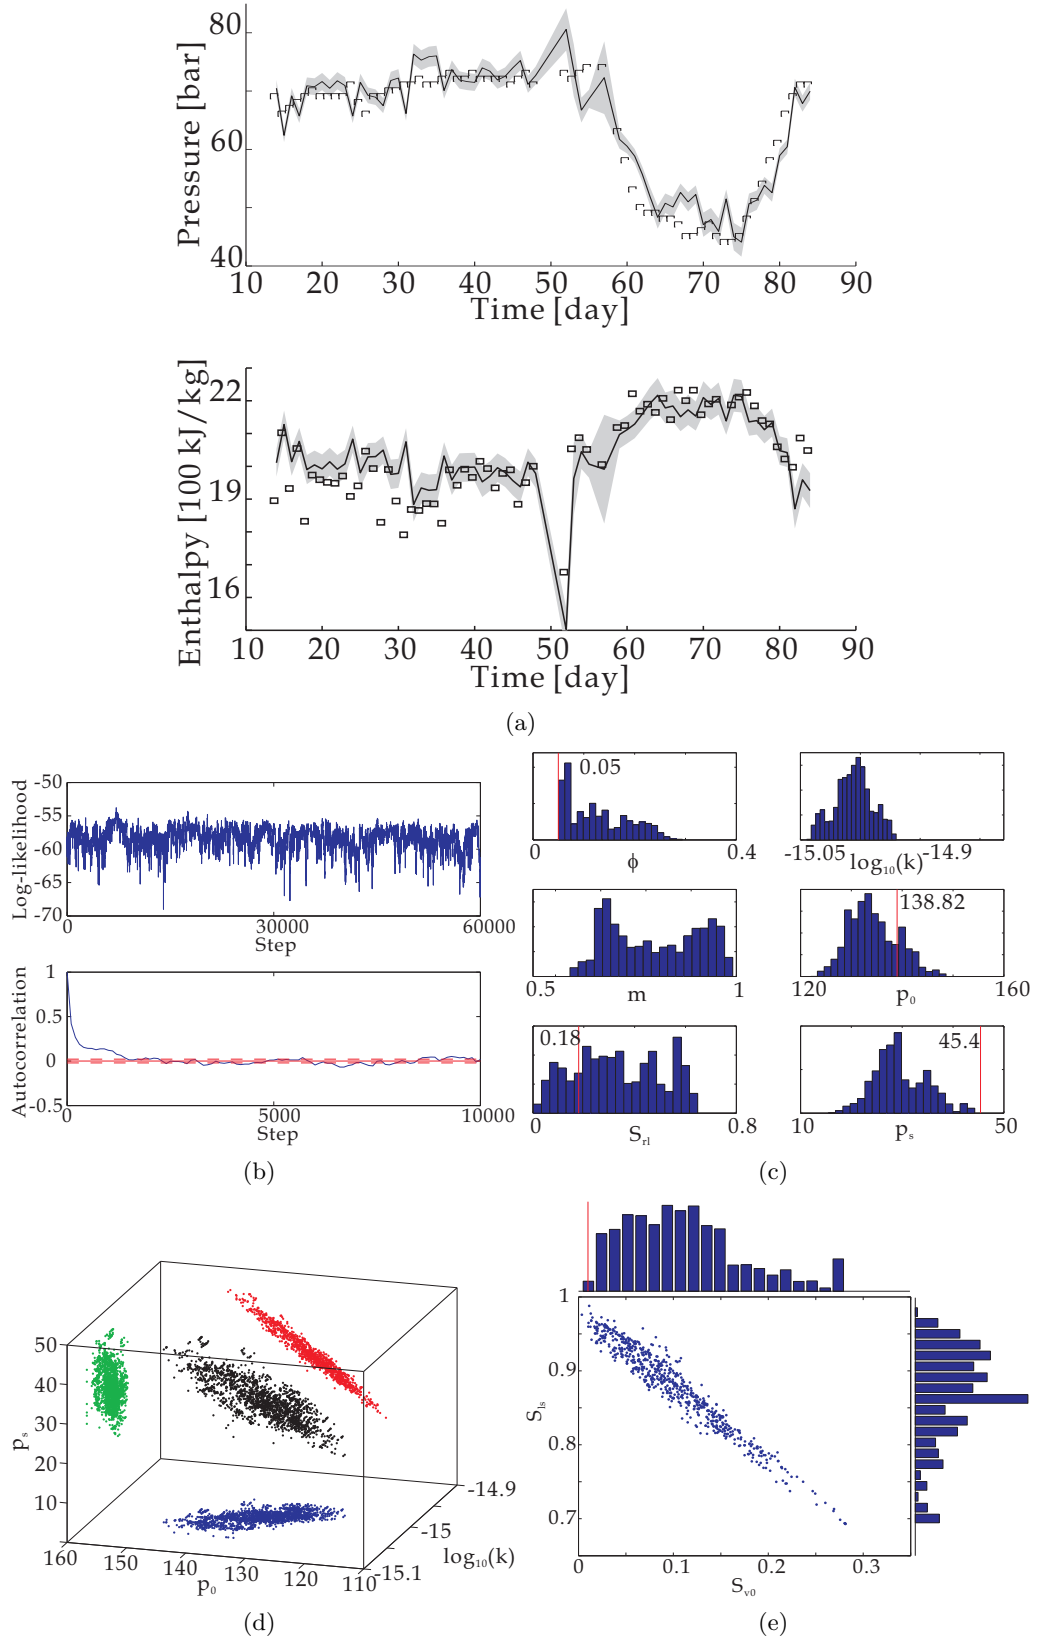 80
60
40
Pressure [bar]
10 20 30 40 50 60 70 80 90
Time [day]
22
19
16
Enthalpy [100 kJ/kg]
10 20 30 40 50 60 70 80 90
Time [day]
(a)
-50
-55
-60
-65
-70
Log-likelihood
0 30000 60000
Step
1
0.5
0
-0.5
Autocorrelation
0 5000 10000
Step
(b)
0.05
0 0.4
ϕ
-15.05 -14.9
log₁₀(k)
0.5 1
m
138.82
120 160
p₀
0.18
0 0.8
Sᵣₗ
45.4
10 50
pₛ
(c)
50
40
30
20
10
pₛ
160 150 140 130 120 110
p₀
-15.1 -15 -14.9
log₁₀(k)
(d)
1
0.9
0.8
0.7
Sₗₛ
0 0.1 0.2 0.3
Sᵥ₀
(e)